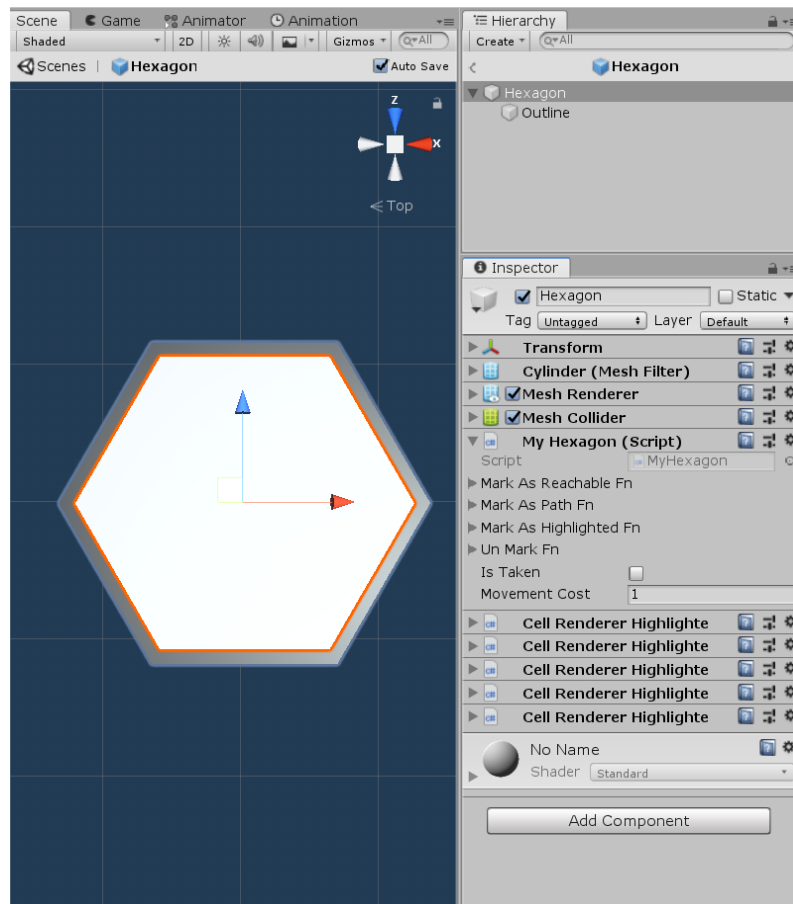 Scene Game Animator Animation
Shaded 2D Gizmos All
Scenes | Hexagon Auto Save
z
x
Top
Hierarchy
Create All
Hexagon
Hexagon
Outline
Inspector
Hexagon Static
Tag Untagged Layer Default
Transform
Cylinder (Mesh Filter)
Mesh Renderer
Mesh Collider
My Hexagon (Script)
Script MyHexagon
Mark As Reachable Fn
Mark As Path Fn
Mark As Highlighted Fn
Un Mark Fn
Is Taken
Movement Cost 1
Cell Renderer Highlighte
Cell Renderer Highlighte
Cell Renderer Highlighte
Cell Renderer Highlighte
Cell Renderer Highlighte
No Name
Shader Standard
Add Component